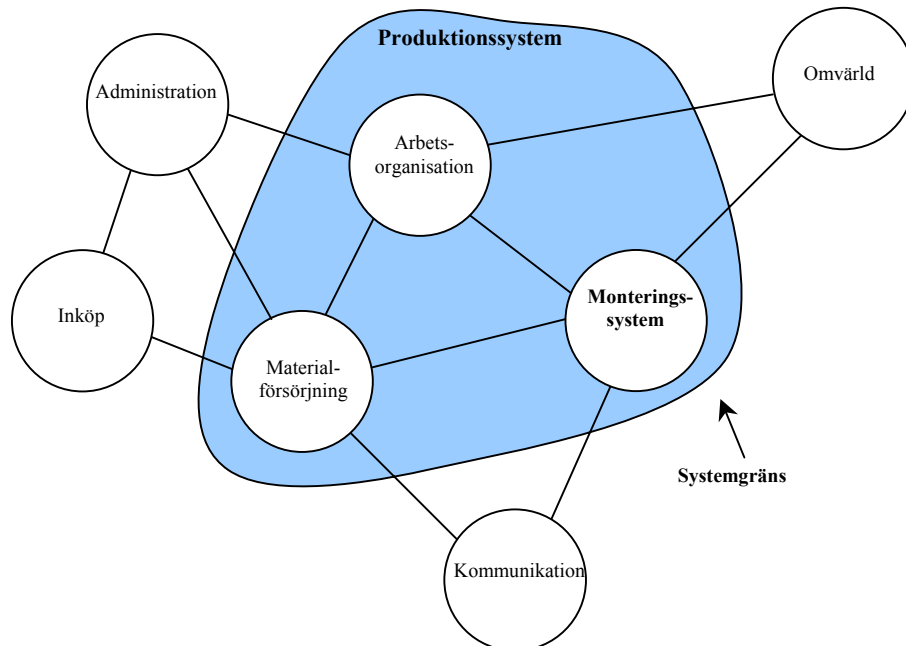 Produktionssystem
Omvärld
Administration
Arbets-
organisation
Monterings-
system
Inköp
Material-
försörjning
Systemgräns
Kommunikation